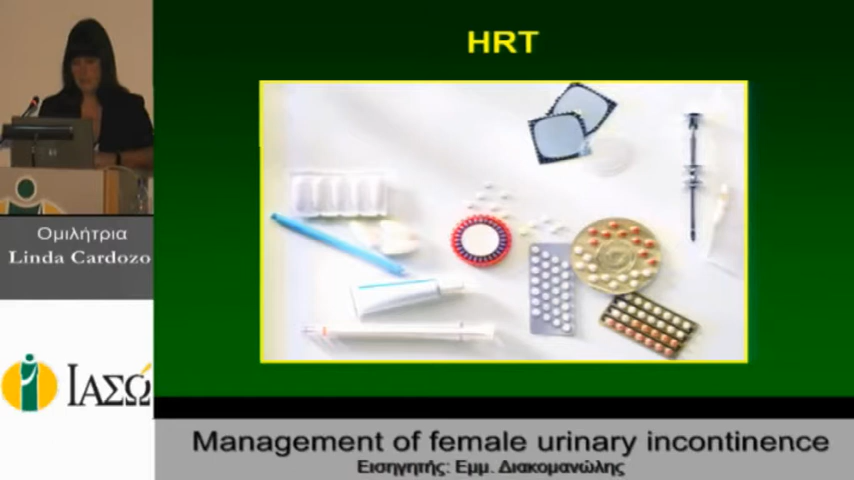 HRT
Ομιλήτρια
Linda Cardozo
ΙΑΣΩ
Management of female urinary incontinence
Εισηγητής: Εμμ. Διακομανώλης